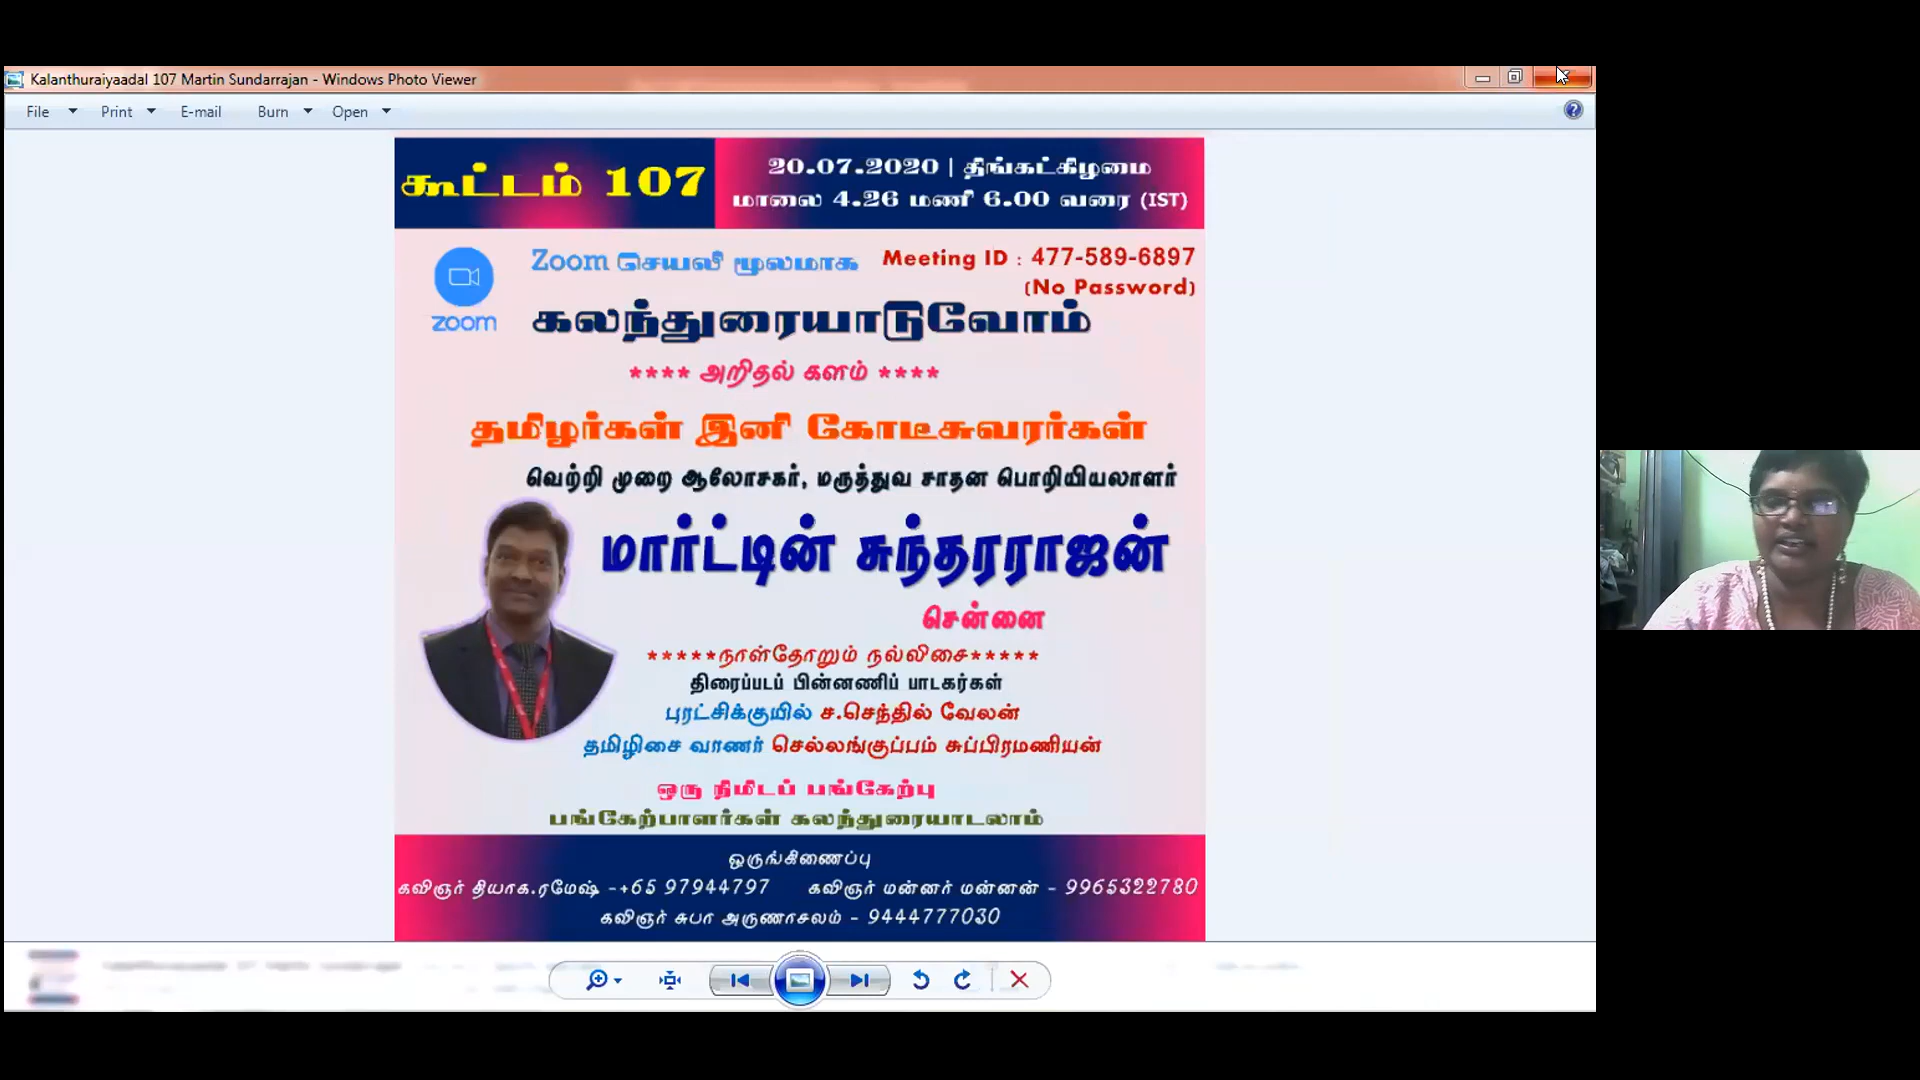 Kalanthuraiyaadal 107 Martin Sundarrajan - Windows Photo Viewer
File Print E-mail Burn Open
கூட்டம் 107
20.07.2020 | திங்கட்கிழமை
மாலை 4.26 மணி 6.00 வரை (IST)
Zoom செயலி மூலமாக
Meeting ID : 477-589-6897
(No Password)
zoom
கலந்துரையாடுவோம்
**** அறிதல் களம் ****
தமிழர்கள் இனி கோடீசுவரர்கள்
வெற்றி முறை ஆலோசகர், மருத்துவ சாதன பொறியியலாளர்
மார்ட்டின் சுந்தரராஜன்
சென்னை
*****நாள்தோறும் நல்லிசை*****
திரைப்படப் பின்னணிப் பாடகர்கள்
புரட்சிக்குயில் ச.செந்தில் வேலன்
தமிழிசை வாணர் செல்லங்குப்பம் சுப்பிரமணியன்
ஒரு நிமிடப் பங்கேற்பு
பங்கேற்பாளர்கள் கலந்துரையாடலாம்
ஒருங்கிணைப்பு
கவிஞர் தியாக.ரமேஷ் -+65 97944797 கவிஞர் மன்னர் மன்னன் - 9965322780
கவிஞர் சுபா அருணாசலம் - 9444777030